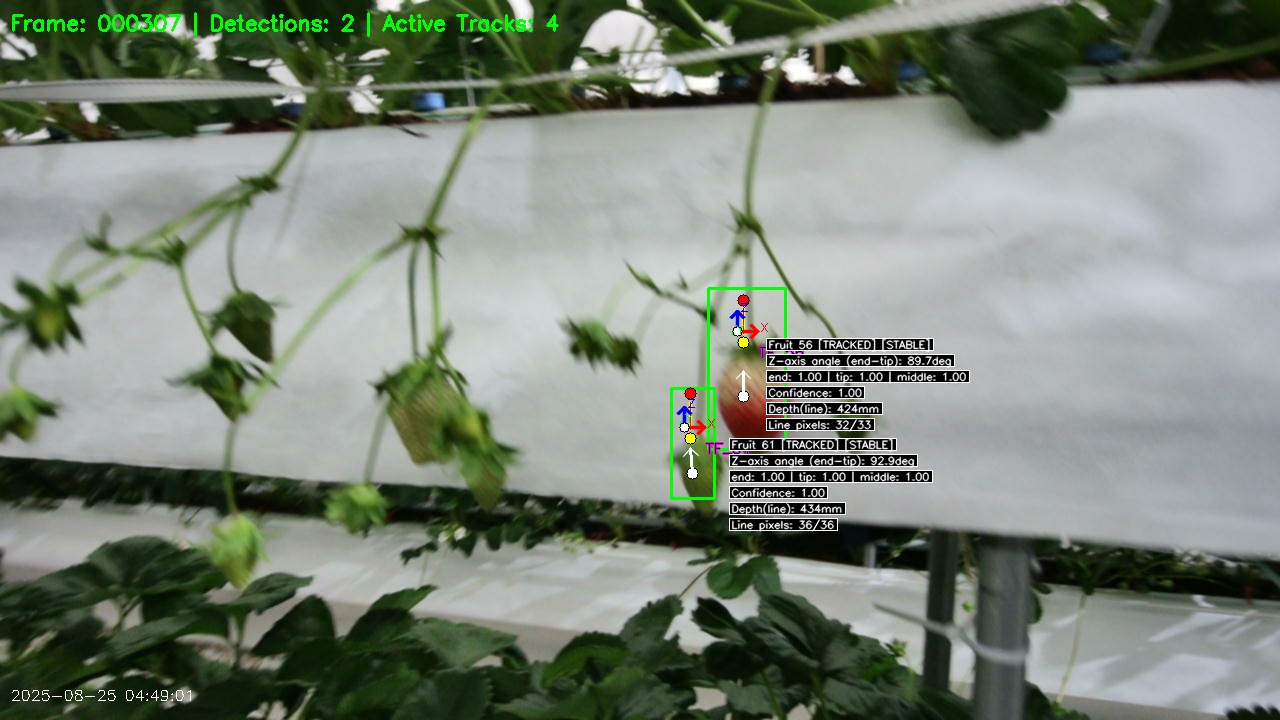 Frame: 000307 | Detections: 2 | Active Tracks: 4
X
Fruit 56 [TRACKED] [STABLE]
Z-axis angle (end-tip): 89.7deg
end: 1.00 | tip: 1.00 | middle: 1.00
Confidence: 1.00
Depth(line): 424mm
Line pixels: 32/33
X
Fruit 61 [TRACKED] [STABLE]
Z-axis angle (end-tip): 92.9deg
end: 1.00 | tip: 1.00 | middle: 1.00
Confidence: 1.00
Depth(line): 434mm
Line pixels: 36/36
2025-08-25 04:49:01